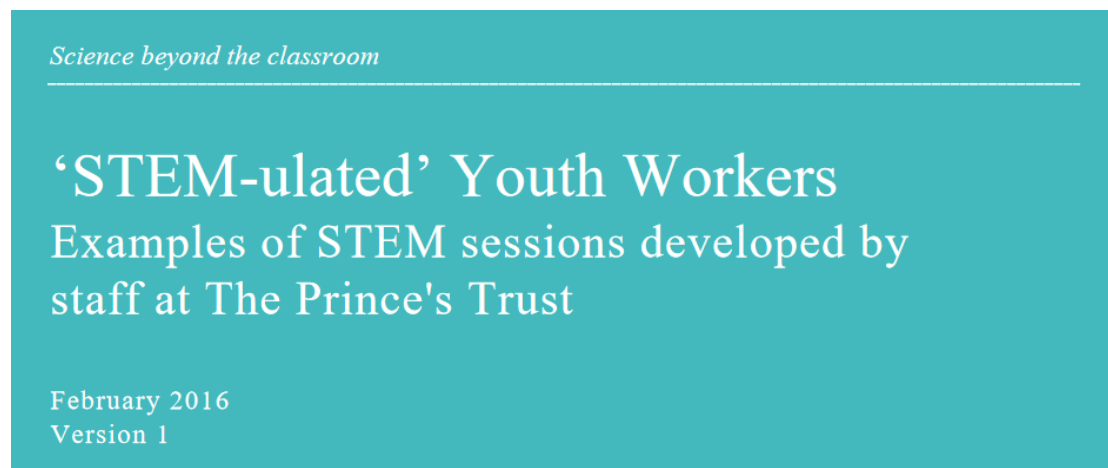 Science beyond the classroom
‘STEM-ulated’ Youth Workers
Examples of STEM sessions developed by
staff at The Prince's Trust
February 2016
Version 1